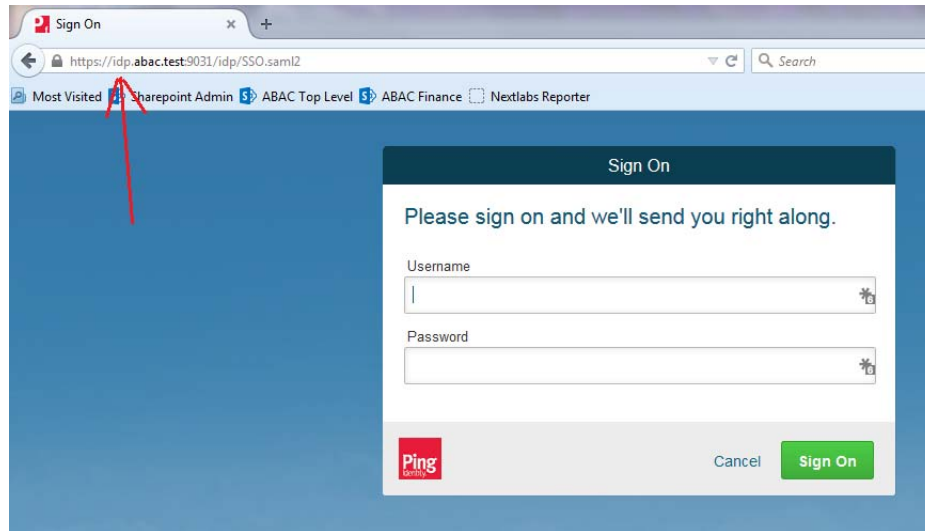 Sign On
https://idp.abac.test:9031/idp/SSO.saml2
Search
Most Visited Sharepoint Admin ABAC Top Level ABAC Finance Nextlabs Reporter
Sign On
Please sign on and we'll send you right along.
Username
Password
Ping
Identity
Cancel Sign On